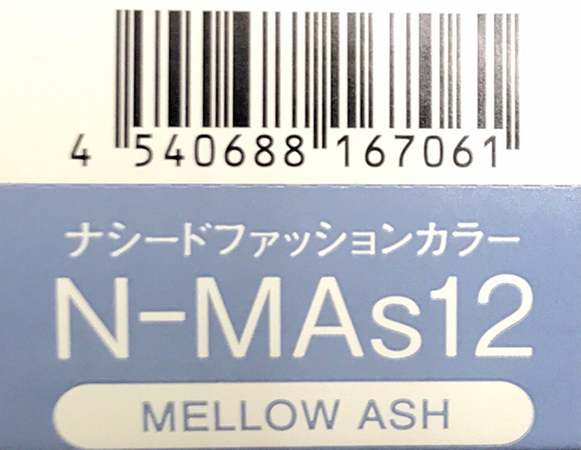 4 540688 167061
ナシードファッションカラー
N-MAs12
MELLOW ASH